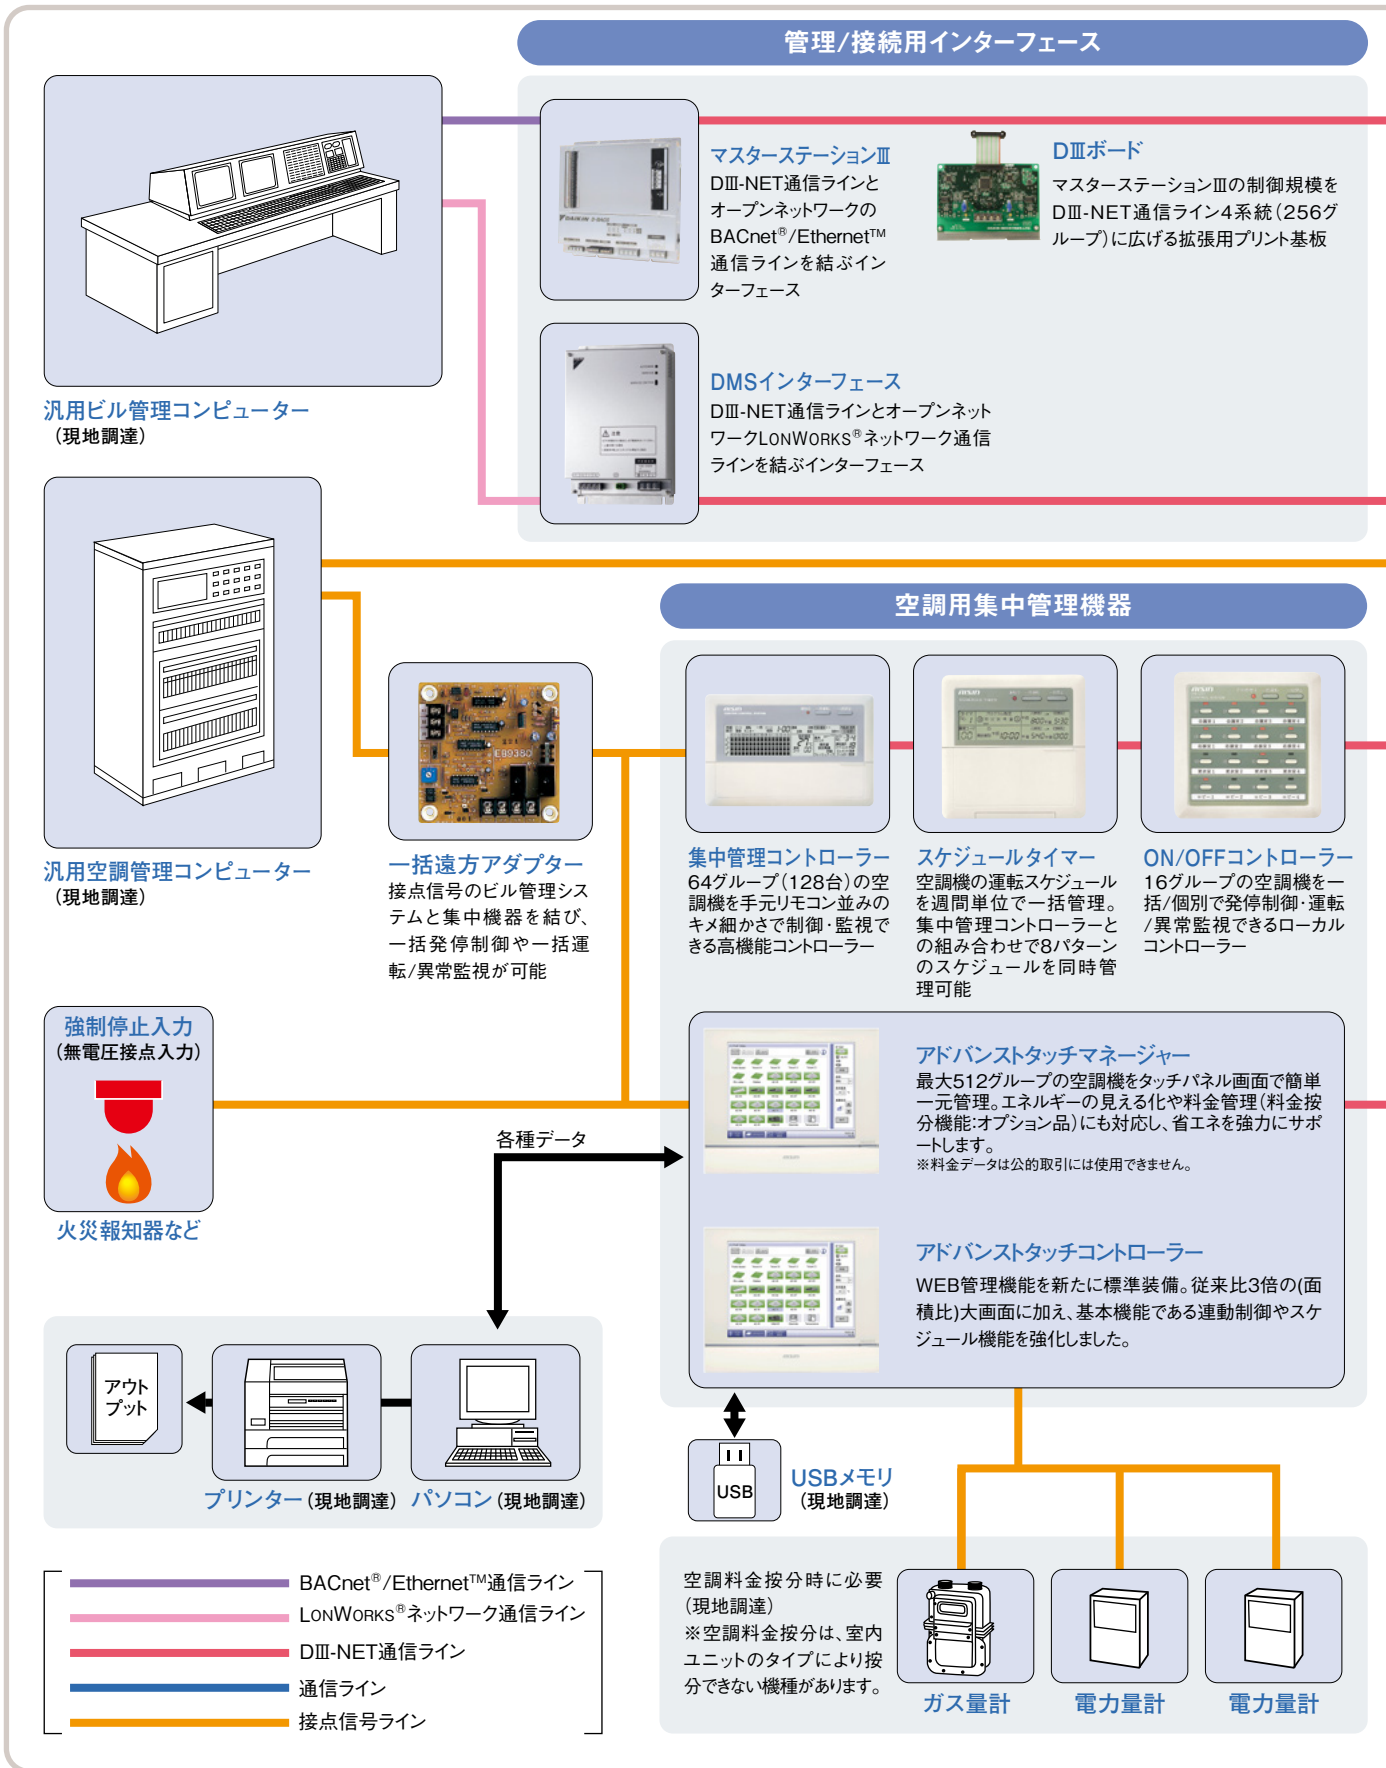 管理/接続用インターフェース
マスターステーションⅢ
DⅢ-NET通信ラインと
オープンネットワークの
BACnet®/Ethernet™
通信ラインを結ぶイン
ターフェース
DⅢボード
マスターステーションⅢの制御規模を
DⅢ-NET通信ライン4系統(256グ
ループ)に広げる拡張用プリント基板
DMSインターフェース
DⅢ-NET通信ラインとオープンネット
ワークLONWORKS®ネットワーク通信
ラインを結ぶインターフェース
汎用ビル管理コンピューター
(現地調達)
空調用集中管理機器
E89380
汎用空調管理コンピューター
(現地調達)
一括遠方アダプター
接点信号のビル管理シス
テムと集中機器を結び、
一括発停制御や一括運
転/異常監視が可能
集中管理コントローラー
64グループ(128台)の空
調機を手元リモコン並みの
キメ細かさで制御・監視で
きる高機能コントローラー
スケジュールタイマー
空調機の運転スケジュール
を週間単位で一括管理。
集中管理コントローラーと
の組み合わせで8パターン
のスケジュールを同時管
理可能
ON/OFFコントローラー
16グループの空調機を一
括/個別で発停制御・運転
/異常監視できるローカル
コントローラー
強制停止入力
(無電圧接点入力)
火災報知器など
各種データ
アドバンストタッチマネージャー
最大512グループの空調機をタッチパネル画面で簡単
一元管理。エネルギーの見える化や料金管理(料金按
分機能:オプション品)にも対応し、省エネを強力にサポ
ートします。
※料金データは公的取引には使用できません。
アドバンストタッチコントローラー
WEB管理機能を新たに標準装備。従来比3倍の(面
積比)大画面に加え、基本機能である連動制御やスケ
ジュール機能を強化しました。
アウト
プット
プリンター(現地調達)
パソコン(現地調達)
USB
USBメモリ
(現地調達)
BACnet®/Ethernet™通信ライン
LONWORKS®ネットワーク通信ライン
DⅢ-NET通信ライン
通信ライン
接点信号ライン
空調料金按分時に必要
(現地調達)
※空調料金按分は、室内
ユニットのタイプにより按
分できない機種があります。
ガス量計
電力量計
電力量計